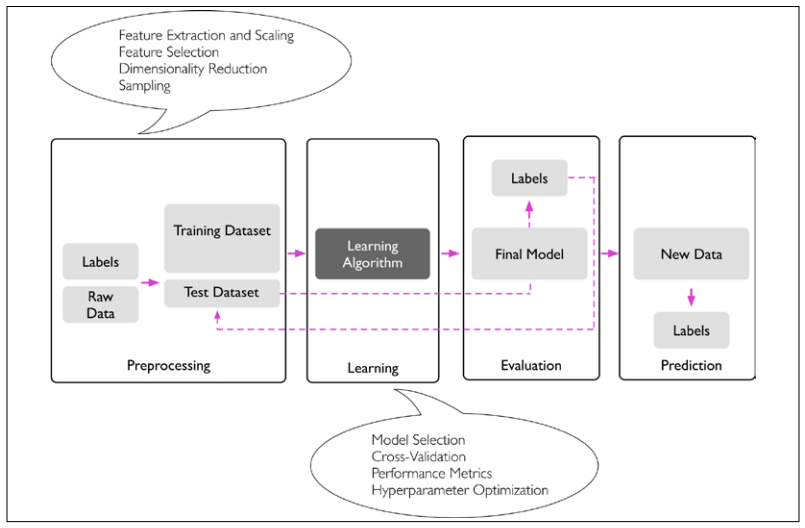 Feature Extraction and Scaling
Feature Selection
Dimensionality Reduction
Sampling
Labels
Raw
Data
Training Dataset
Test Dataset
Preprocessing
Learning
Algorithm
Learning
Labels
Final Model
Evaluation
New Data
Labels
Prediction
Model Selection
Cross-Validation
Performance Metrics
Hyperparameter Optimization